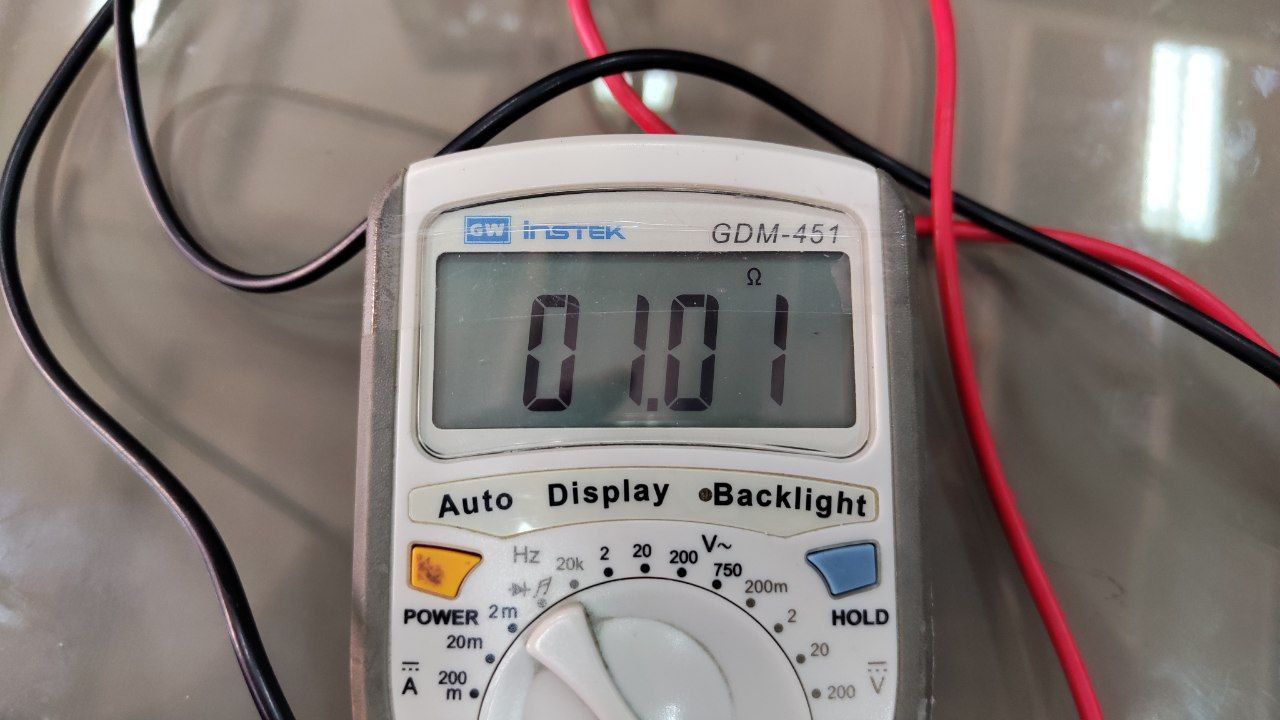 GW INSTEK GDM-451
Ω
01.01
Auto Display Backlight
Hz 20k 2 20 200 V~ 750 200m 2 20 200 V
POWER 2m 20m 200m A
HOLD